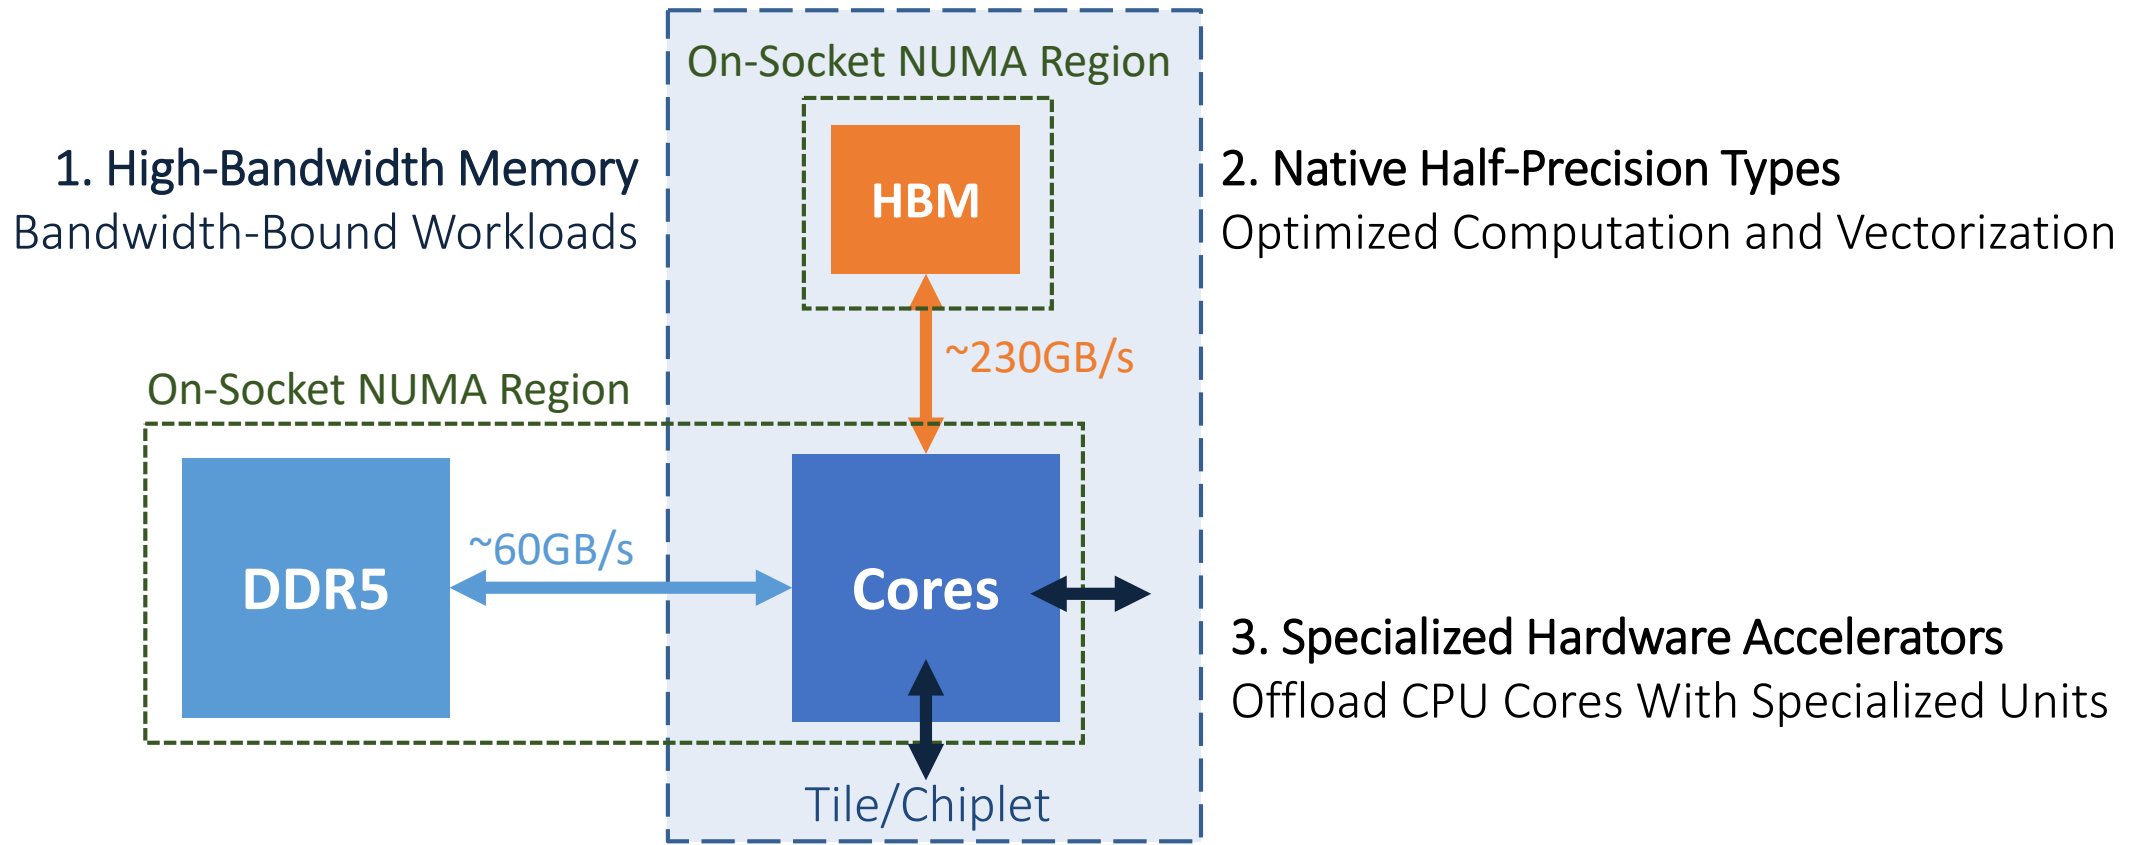 On-Socket NUMA Region
1. High-Bandwidth Memory
Bandwidth-Bound Workloads
HBM
2. Native Half-Precision Types
Optimized Computation and Vectorization
~230GB/s
On-Socket NUMA Region
DDR5
~60GB/s
Cores
3. Specialized Hardware Accelerators
Offload CPU Cores With Specialized Units
Tile/Chiplet